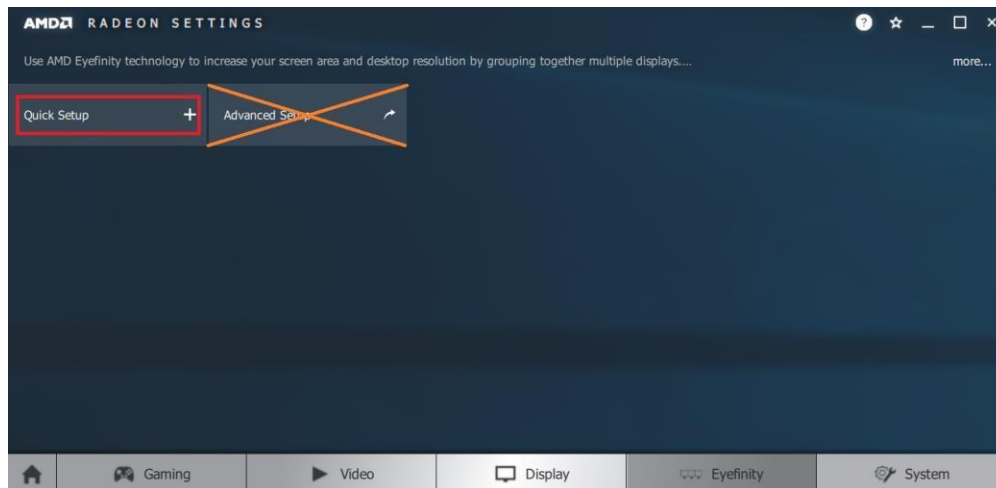 AMD RADEON SETTINGS
Use AMD Eyefinity technology to increase your screen area and desktop resolution by grouping together multiple displays.... more...
Quick Setup + Advanced Setup
Gaming Video Display Eyefinity System